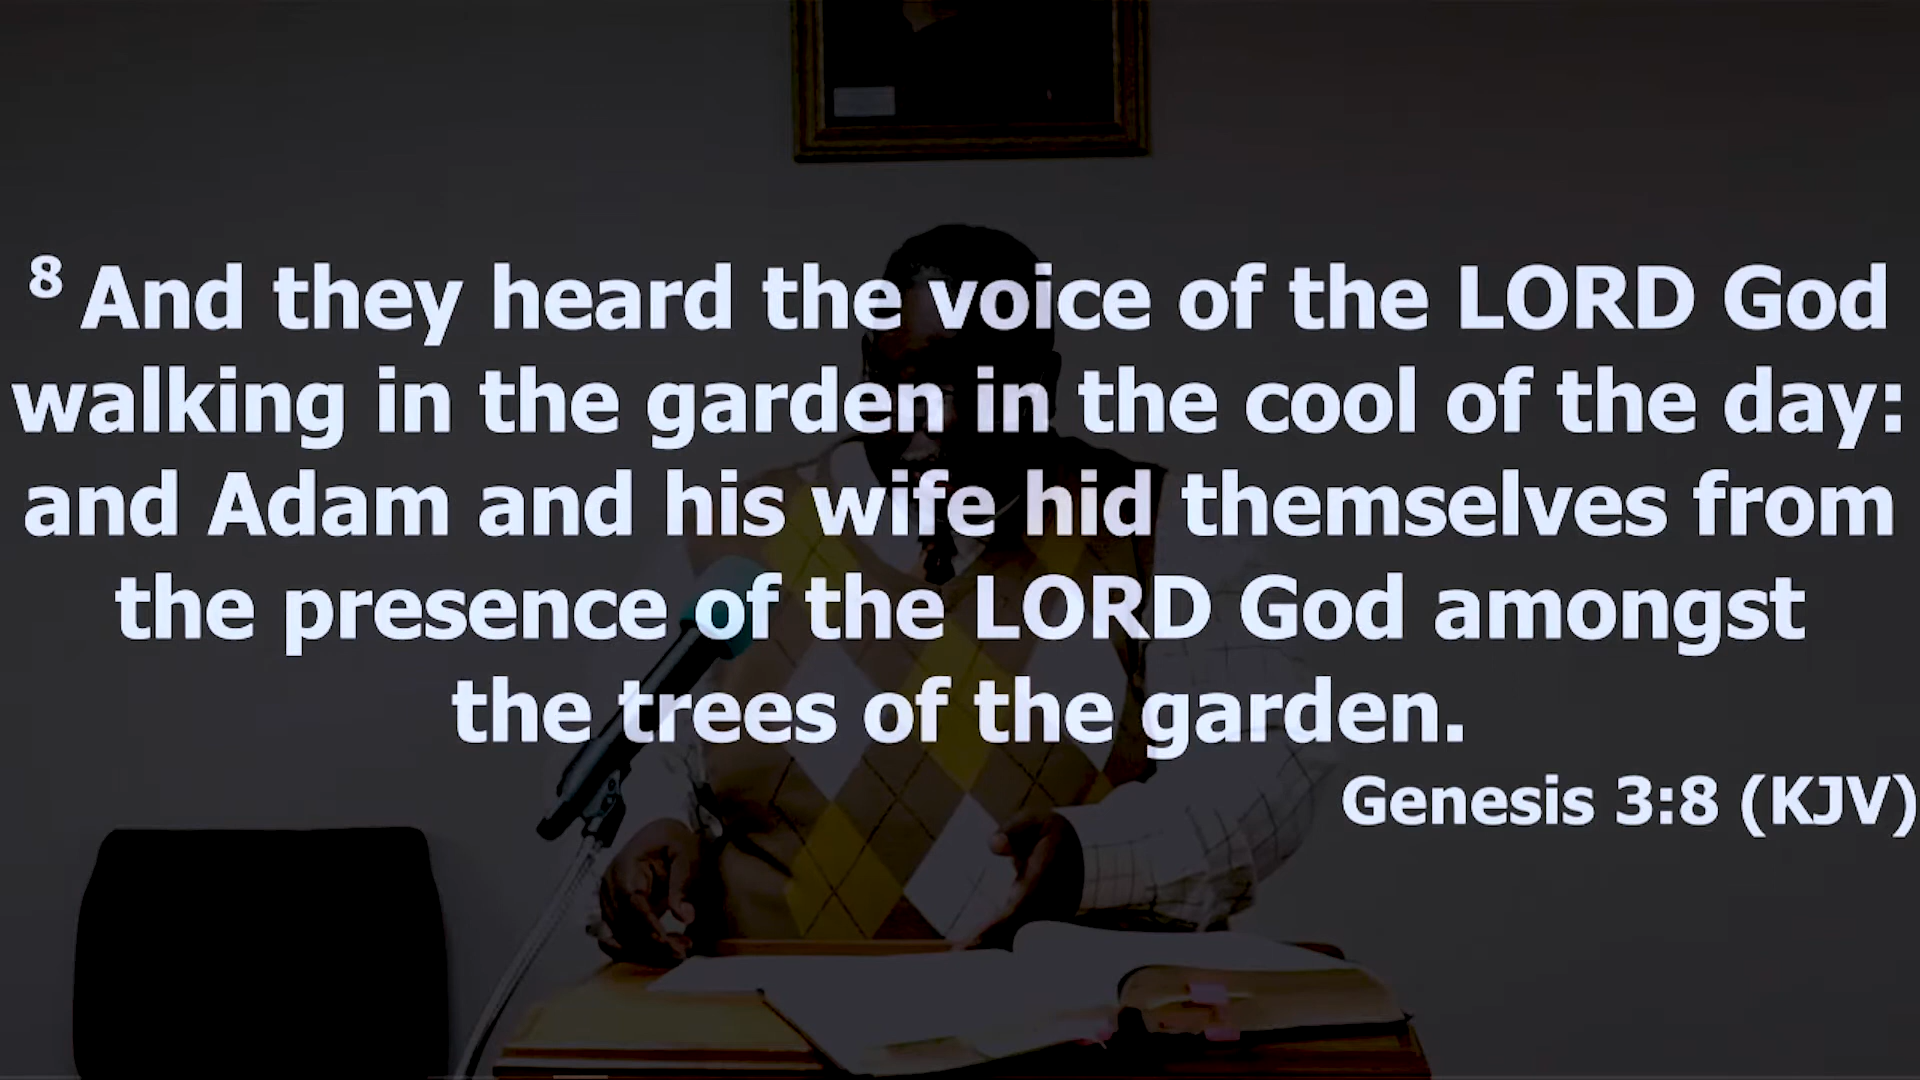 8 And they heard the voice of the LORD God
walking in the garden in the cool of the day:
and Adam and his wife hid themselves from
the presence of the LORD God amongst
the trees of the garden.
Genesis 3:8 (KJV)